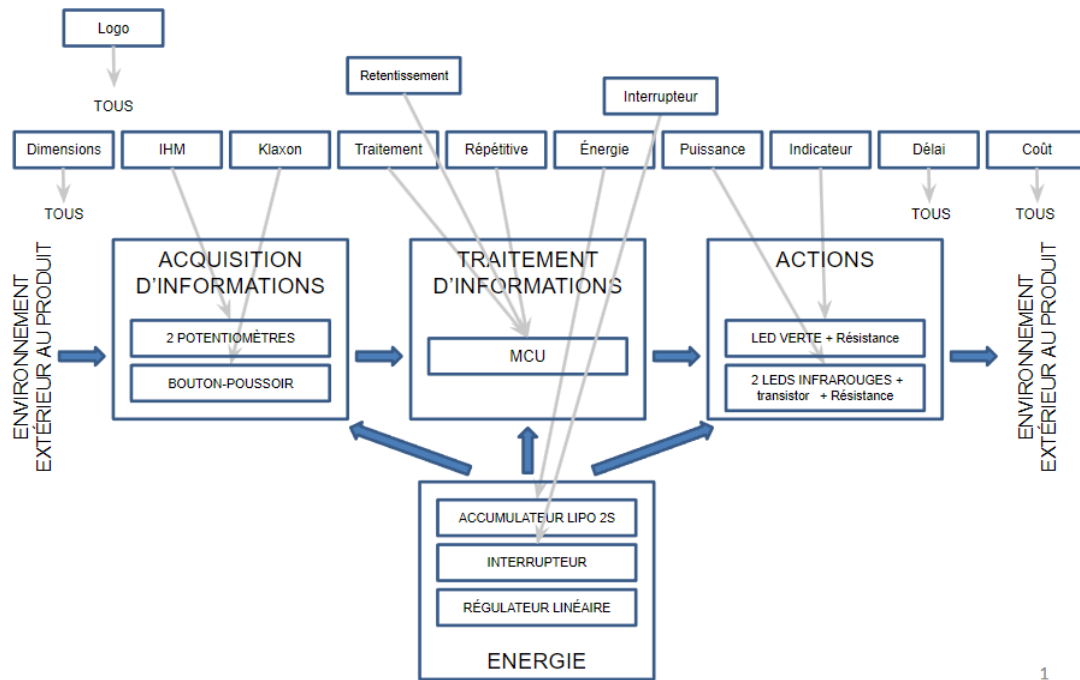 Logo
Retentissement
Interrupteur
TOUS
Dimensions
IHM
Klaxon
Traitement
Répétitive
Énergie
Puissance
Indicateur
Délai
Coût
TOUS
TOUS
TOUS
ENVIRONNEMENT
EXTÉRIEUR AU PRODUIT
ACQUISITION
D'INFORMATIONS
2 POTENTIOMÈTRES
BOUTON-POUSSOIR
TRAITEMENT
D'INFORMATIONS
MCU
ACTIONS
LED VERTE + Résistance
2 LEDS INFRAROUGES +
transistor + Résistance
ENVIRONNEMENT
EXTÉRIEUR AU PRODUIT
ACCUMULATEUR LIPO 2S
INTERRUPTEUR
RÉGULATEUR LINÉAIRE
ENERGIE
1